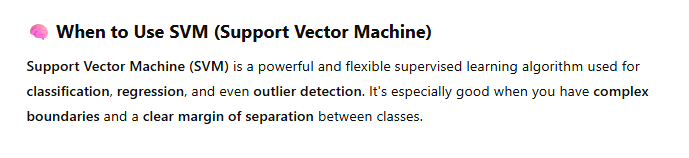 🧠 When to Use SVM (Support Vector Machine)
Support Vector Machine (SVM) is a powerful and flexible supervised learning algorithm used for
classification, regression, and even outlier detection. It's especially good when you have complex
boundaries and a clear margin of separation between classes.